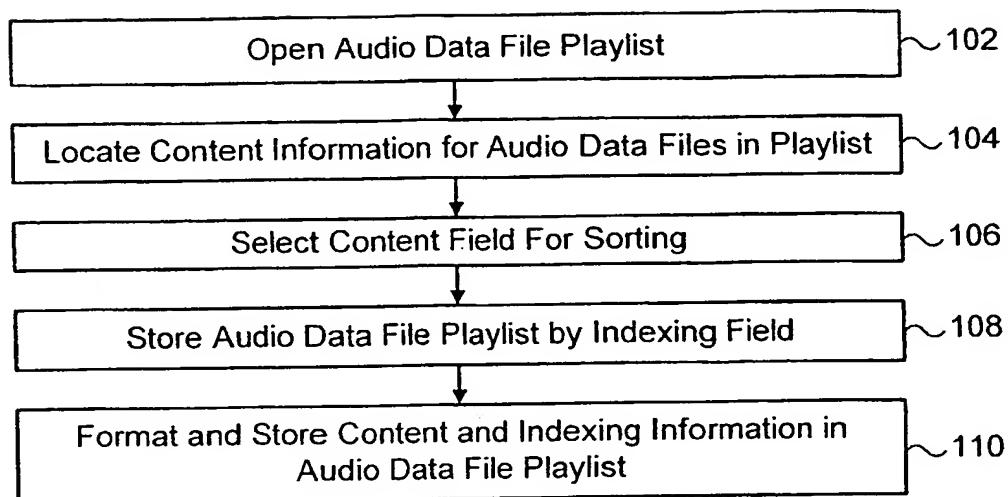 Open Audio Data File Playlist 102
Locate Content Information for Audio Data Files in Playlist 104
Select Content Field For Sorting 106
Store Audio Data File Playlist by Indexing Field 108
Format and Store Content and Indexing Information in
Audio Data File Playlist 110